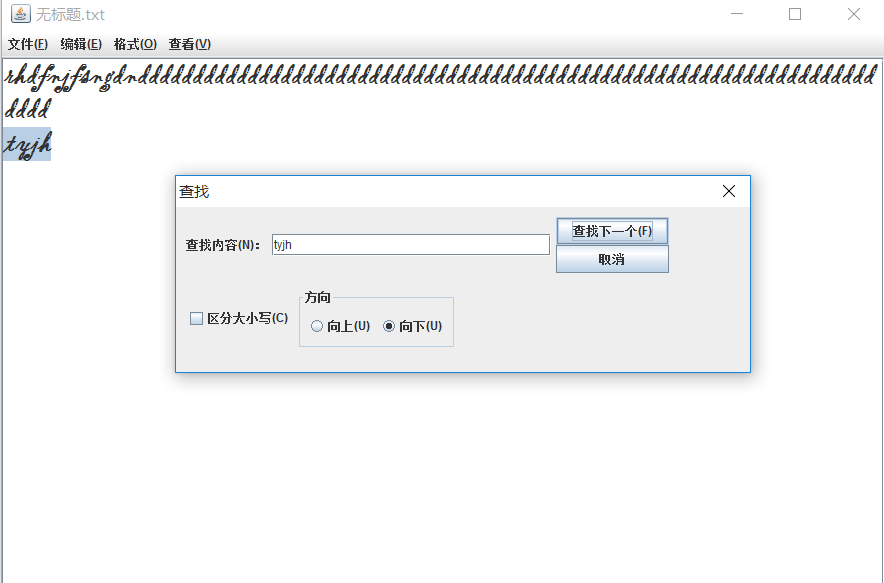 无标题.txt
文件(F) 编辑(E) 格式(O) 查看(V)
rhdfnjfsngdndddddddddddddddddddddddddddddddddddddddddddddddddddddddddddddddd
dddd
tyjh
查找
查找内容(N)：
tyjh
查找下一个(F)
取消
区分大小写(C)
方向
向上(U) 向下(U)